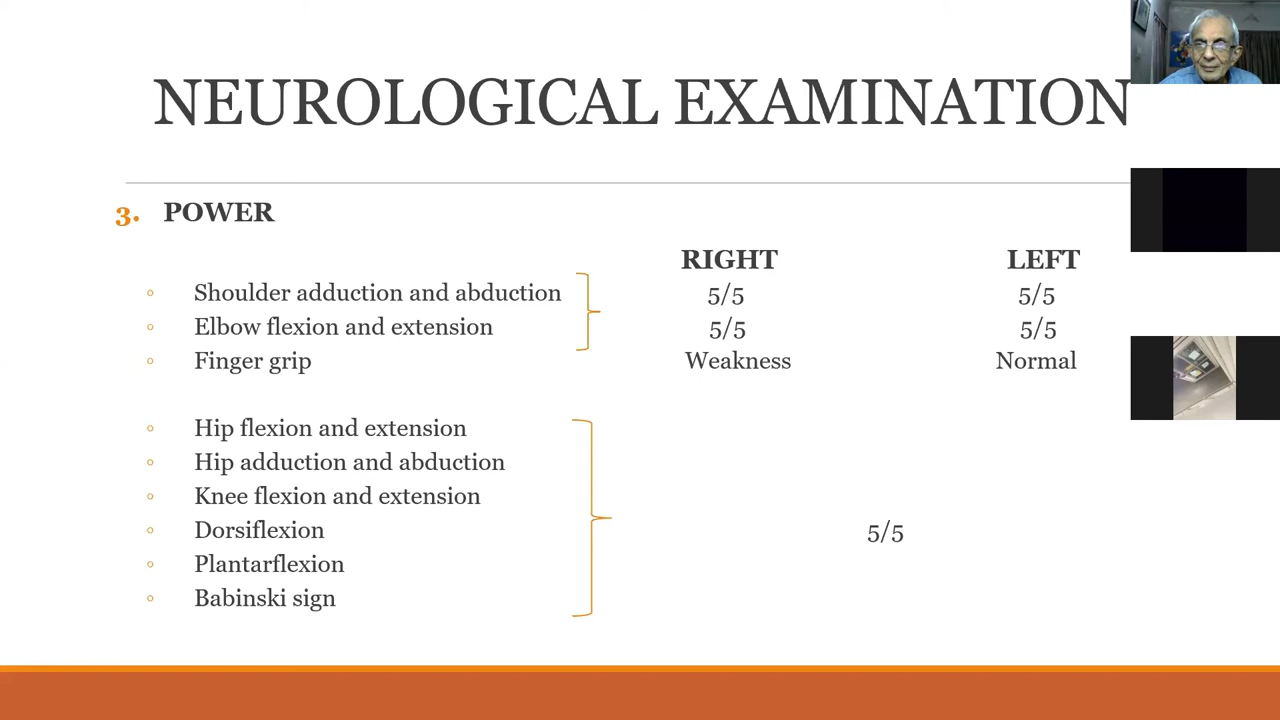 NEUROLOGICAL EXAMINATION
3. POWER
RIGHT LEFT
Shoulder adduction and abduction 5/5 5/5
Elbow flexion and extension 5/5 5/5
Finger grip Weakness Normal
Hip flexion and extension
Hip adduction and abduction
Knee flexion and extension
Dorsiflexion 5/5
Plantarflexion
Babinski sign